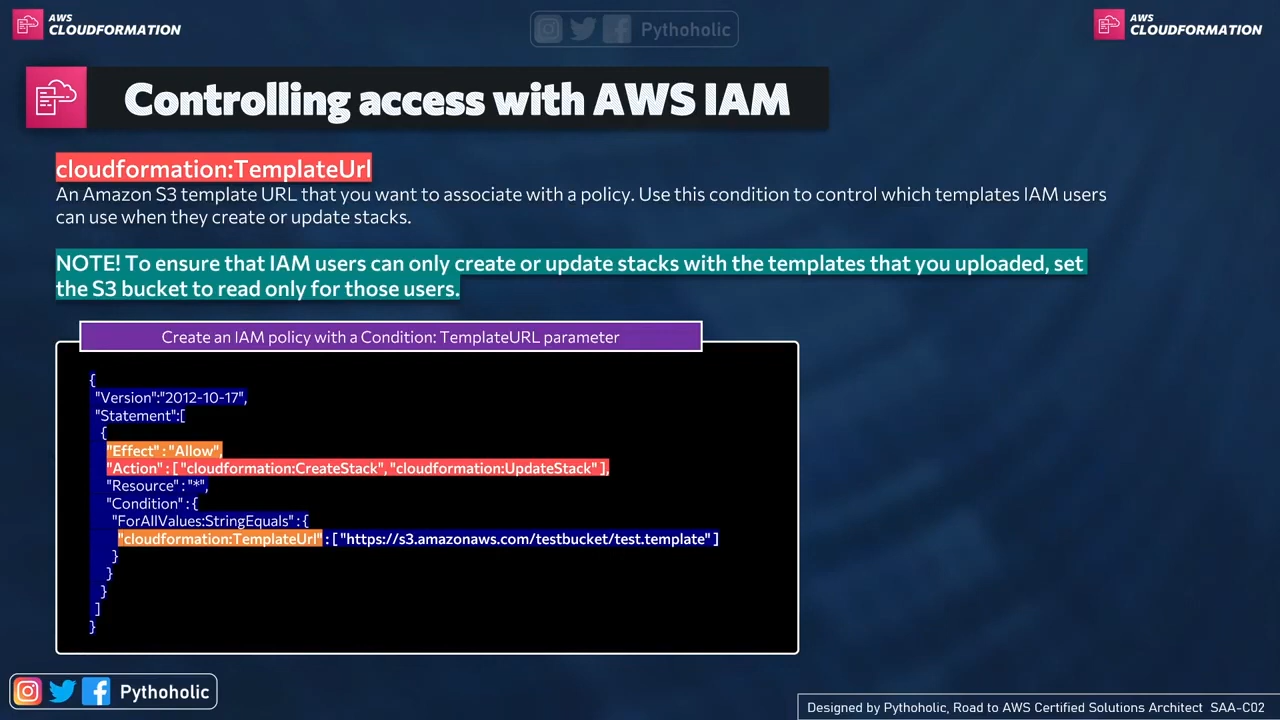 AWS
CLOUDFORMATION
Pythoholic
AWS
CLOUDFORMATION
Controlling access with AWS IAM
cloudformation:TemplateUrl
An Amazon S3 template URL that you want to associate with a policy. Use this condition to control which templates IAM users
can use when they create or update stacks.
NOTE! To ensure that IAM users can only create or update stacks with the templates that you uploaded, set
the S3 bucket to read only for those users.
Create an IAM policy with a Condition: TemplateURL parameter
{
"Version":"2012-10-17",
"Statement":[
{
"Effect" : "Allow",
"Action" : [ "cloudformation:CreateStack", "cloudformation:UpdateStack" ],
"Resource" : "*",
"Condition" : {
"ForAllValues:StringEquals" : {
"cloudformation:TemplateUrl" : [ "https://s3.amazonaws.com/testbucket/test.template" ]
}
}
}
]
}
Pythoholic
Designed by Pythoholic, Road to AWS Certified Solutions Architect SAA-C02